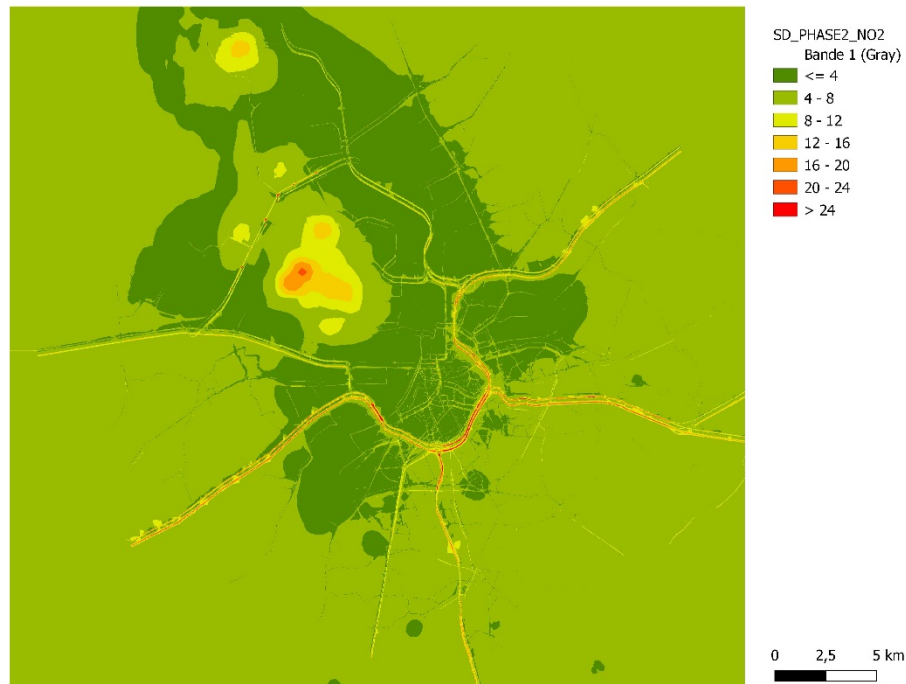 SD_PHASE2_NO2
Bande 1 (Gray)
<= 4
4 - 8
8 - 12
12 - 16
16 - 20
20 - 24
> 24
0 2,5 5 km